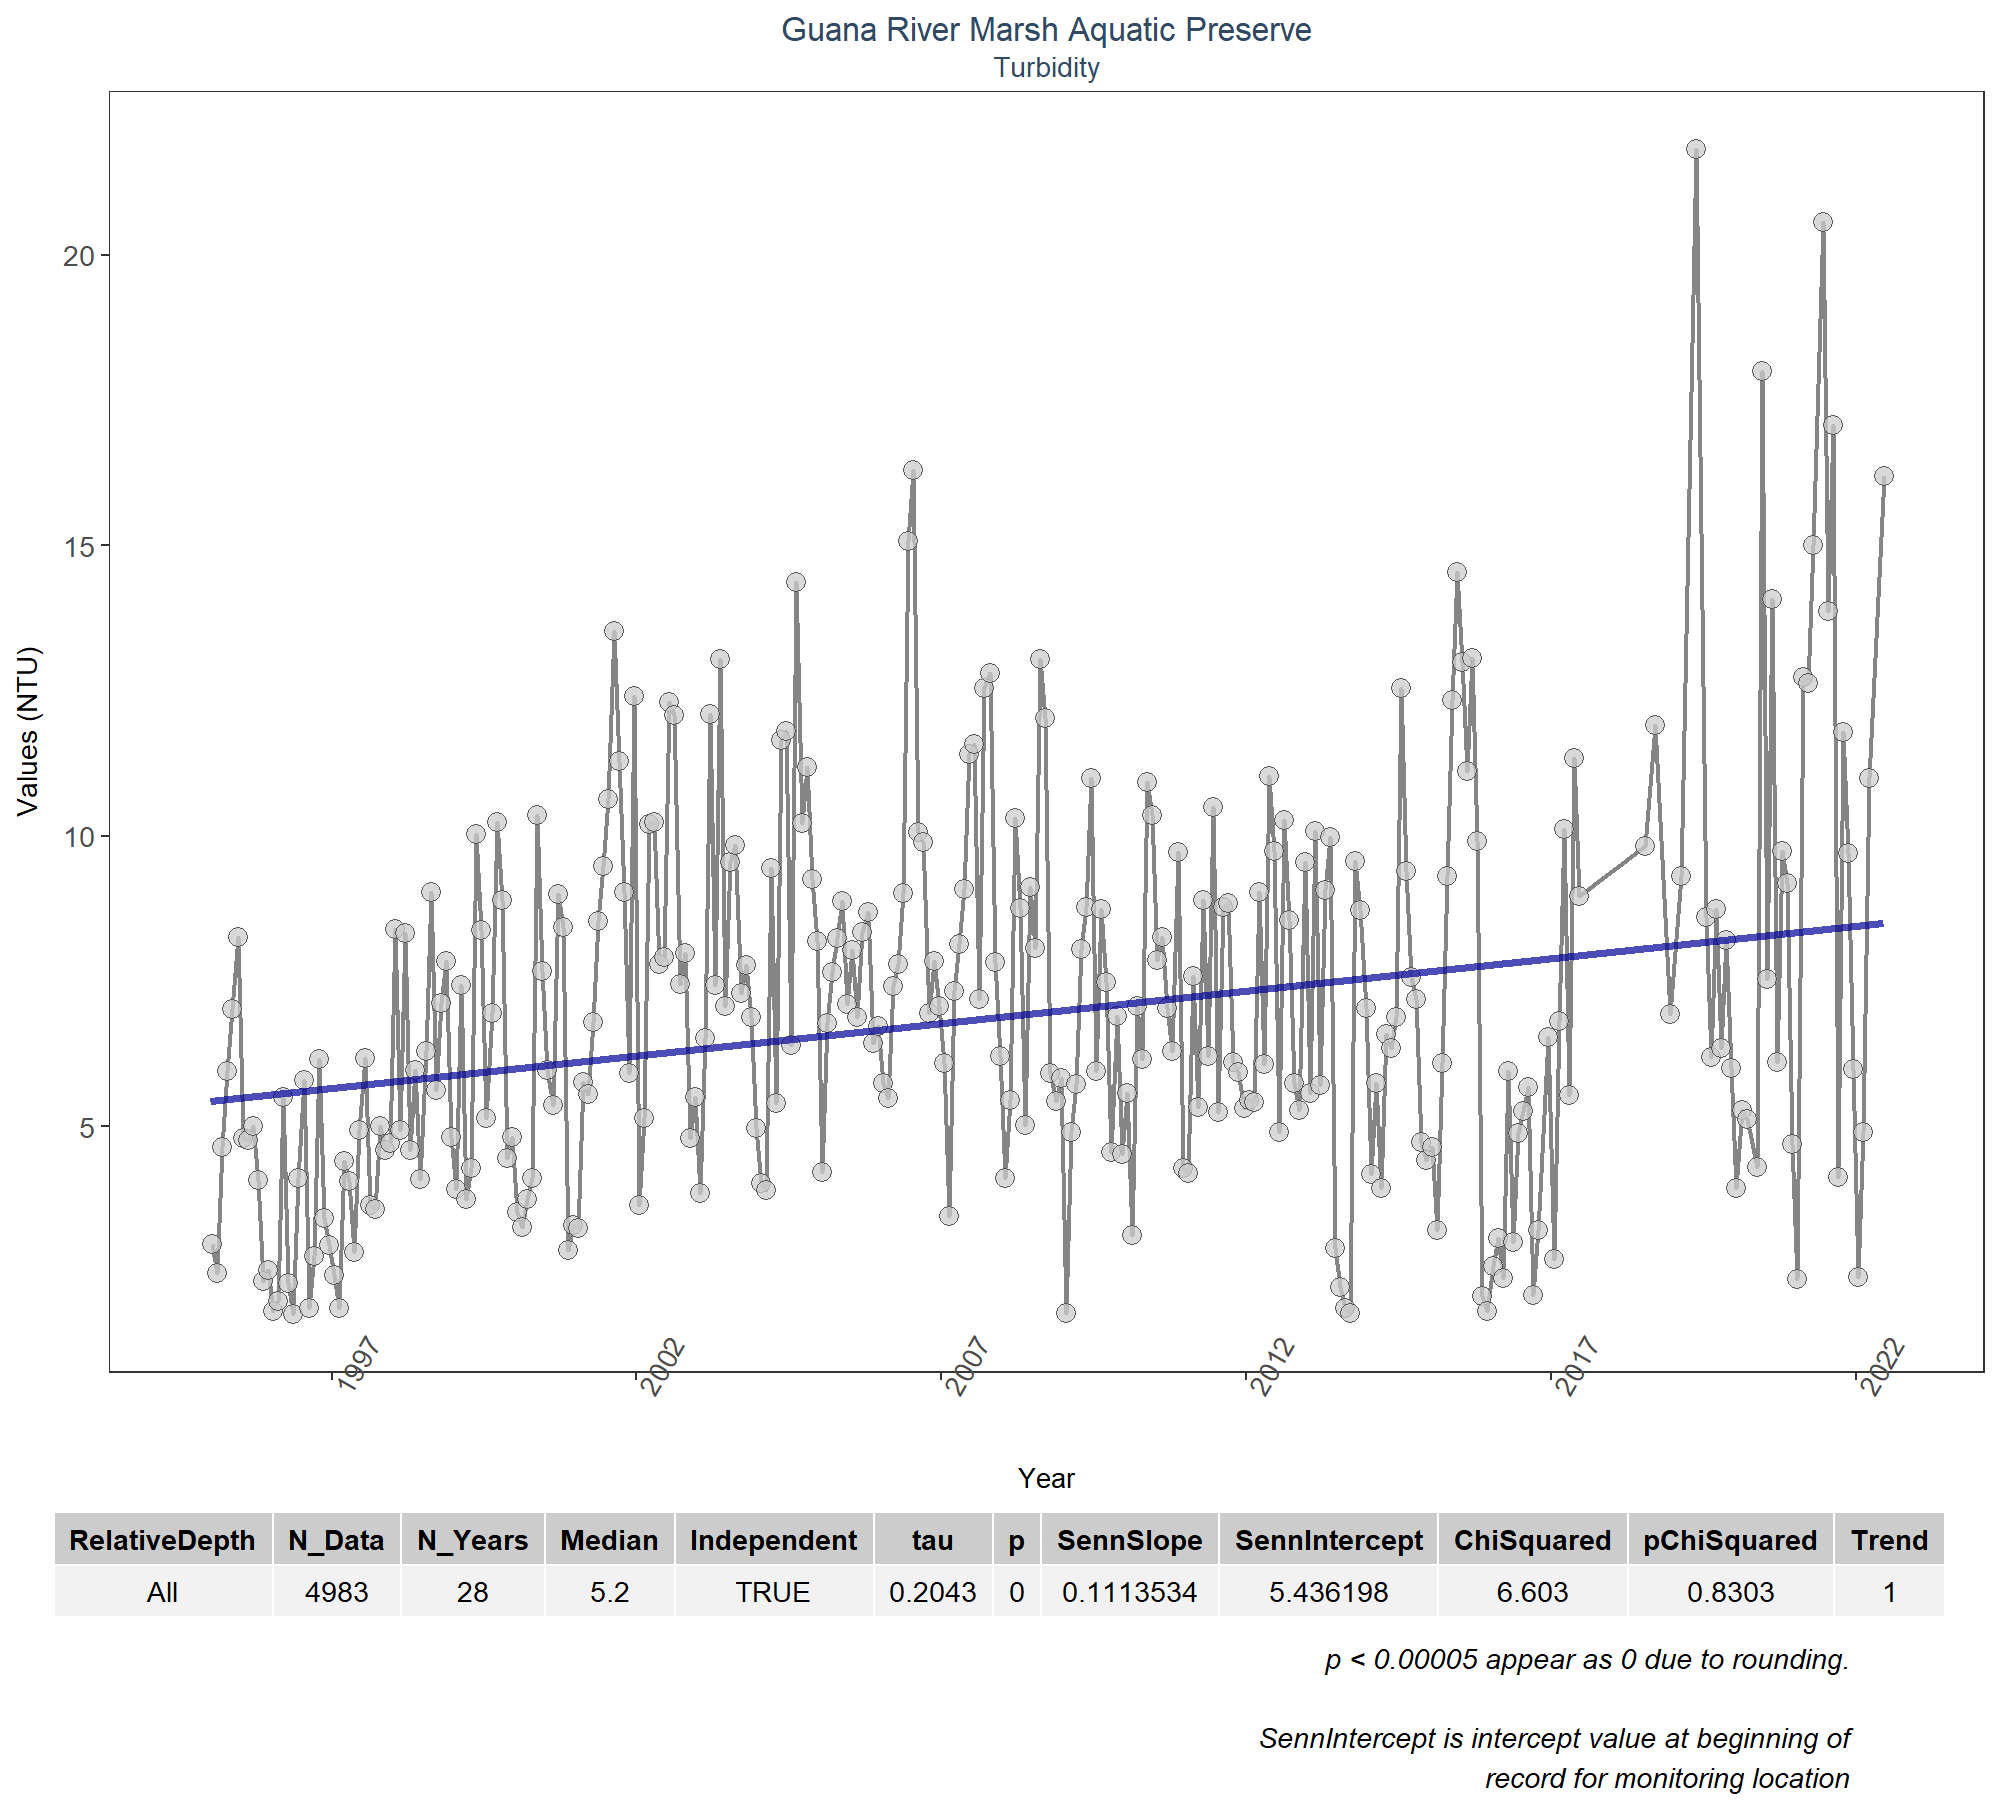 Guana River Marsh Aquatic Preserve
Turbidity
Values (NTU)
20
15
10
5
1997 2002 2007 2012 2017 2022
Year
RelativeDepth N_Data N_Years Median Independent tau p SennSlope SennIntercept ChiSquared pChiSquared Trend
All 4983 28 5.2 TRUE 0.2043 0 0.1113534 5.436198 6.603 0.8303 1
p < 0.00005 appear as 0 due to rounding.
SennIntercept is intercept value at beginning of
record for monitoring location